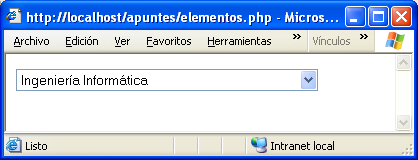 http://localhost/apuntes/elementos.php - Micros...
Archivo Edición Ver Favoritos Herramientas » Vínculos »
Ingeniería Informática
Listo Intranet local